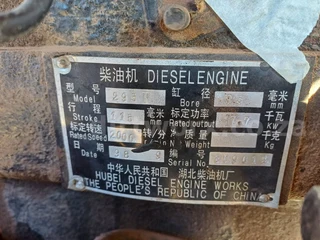 柴油机 DIESELENGINE
型号 缸径 毫米
Model Bore mm
行程 毫米 标定功率 千瓦
Stroke mm Rated output KW
标定转速 2000 转/分 质量 千克
Rated Speed r/min N·Weight Kg
日期 编号
Date Serial No
中华人民共和国 湖北柴油机厂
HUBEI DIESEL ENGINE WORKS
THE PEOPLE'S REPUBLIC OF CHINA